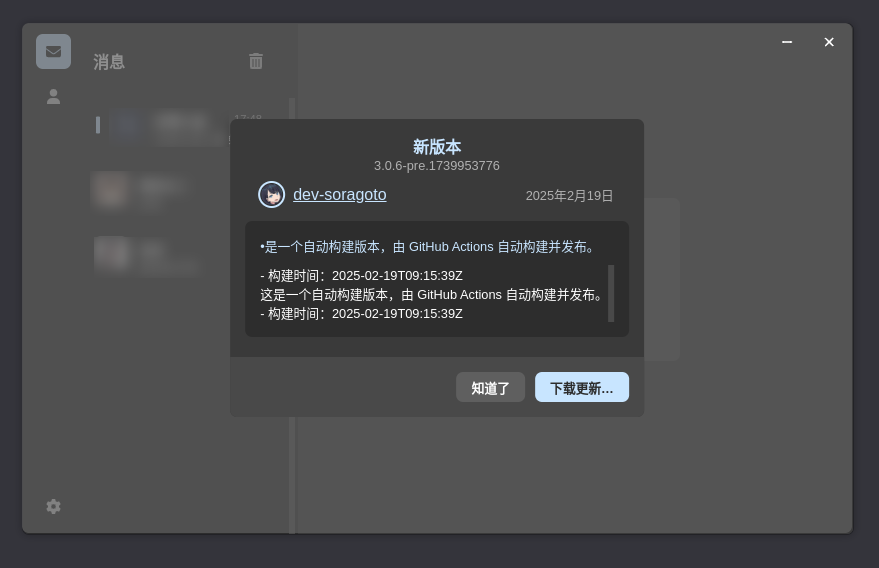 消息
17:48
新版本
3.0.6-pre.1739953776
dev-soragoto
2025年2月19日
•是一个自动构建版本，由 GitHub Actions 自动构建并发布。
- 构建时间：2025-02-19T09:15:39Z
这是一个自动构建版本，由 GitHub Actions 自动构建并发布。
- 构建时间：2025-02-19T09:15:39Z
知道了
下载更新…